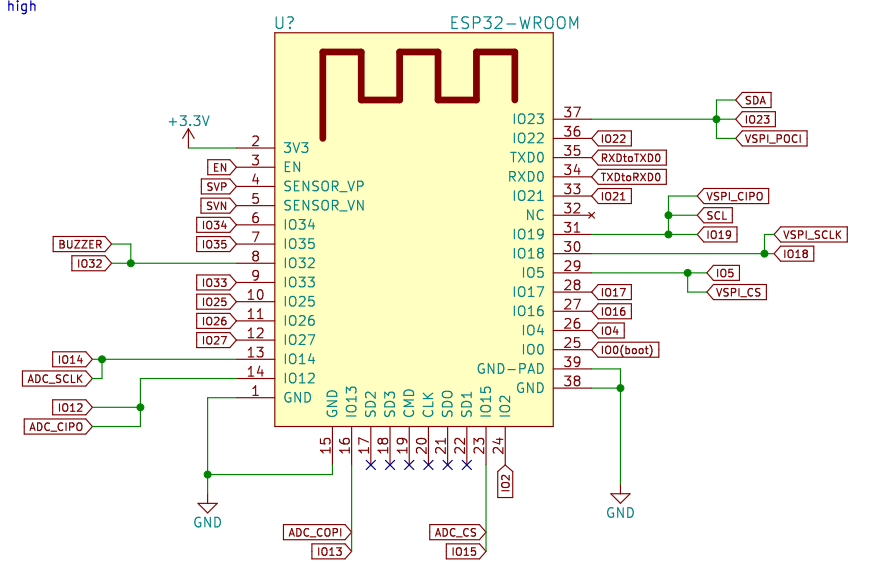 high
U?
ESP32-WROOM
+3.3V
2 3V3
EN 3 EN
SVP 4 SENSOR_VP
SVN 5 SENSOR_VN
IO34 6 IO34
IO35 7 IO35
BUZZER
IO32 8 IO32
IO33 9 IO33
IO25 10 IO25
IO26 11 IO26
IO27 12 IO27
IO14 13 IO14
ADC_SCLK
14 IO12
IO12
ADC_CIPO
1 GND
GND
SDA
IO23 37 IO23
VSPI_POCI
IO22 36 IO22
TXD0 35 RXDtoTXD0
RXD0 34 TXDtoRXD0
IO21 33 IO21
NC 32
VSPI_CIPO
SCL
IO19 31 IO19
VSPI_SCLK
IO18 30 IO18
IO5 29 IO5
VSPI_CS
IO17 28 IO17
IO16 27 IO16
IO4 26 IO4
IO0 25 IO0(boot)
GND-PAD 39
GND 38
GND
GND 15
IO13 16
SD2 17
SD3 18
CMD 19
CLK 20
SD0 21
SD1 22
IO15 23
IO2 24
IO2
ADC_COPI
IO13
ADC_CS
IO15